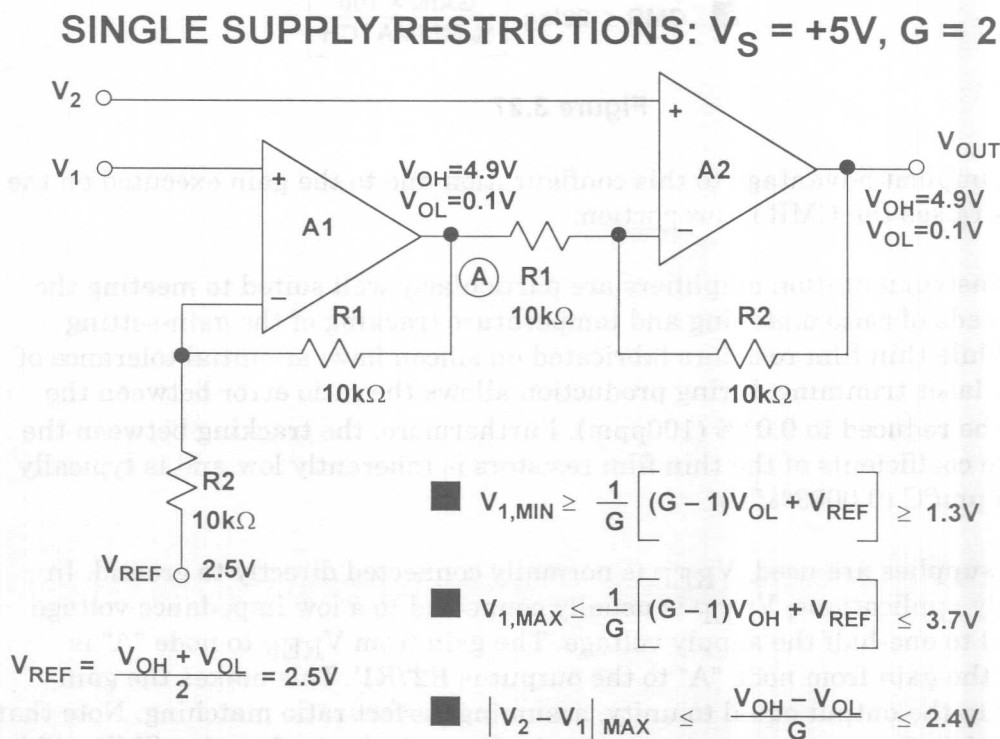 SINGLE SUPPLY RESTRICTIONS: VS = +5V, G = 2
V2
+
V1
+
VOH=4.9V
VOL=0.1V
A2
VOUT
A1
VOH=4.9V
VOL=0.1V
−
A
R1
10kΩ
−
R1
10kΩ
R2
10kΩ
R2
10kΩ
V1,MIN ≥ 1/G [(G – 1)VOL + VREF] ≥ 1.3V
VREF 2.5V
V1,MAX ≤ 1/G [(G – 1)VOH + VREF] ≤ 3.7V
VREF = VOH - VOL / 2 = 2.5V
|V2 – V1|MAX ≤ VOH – VOL / G ≤ 2.4V